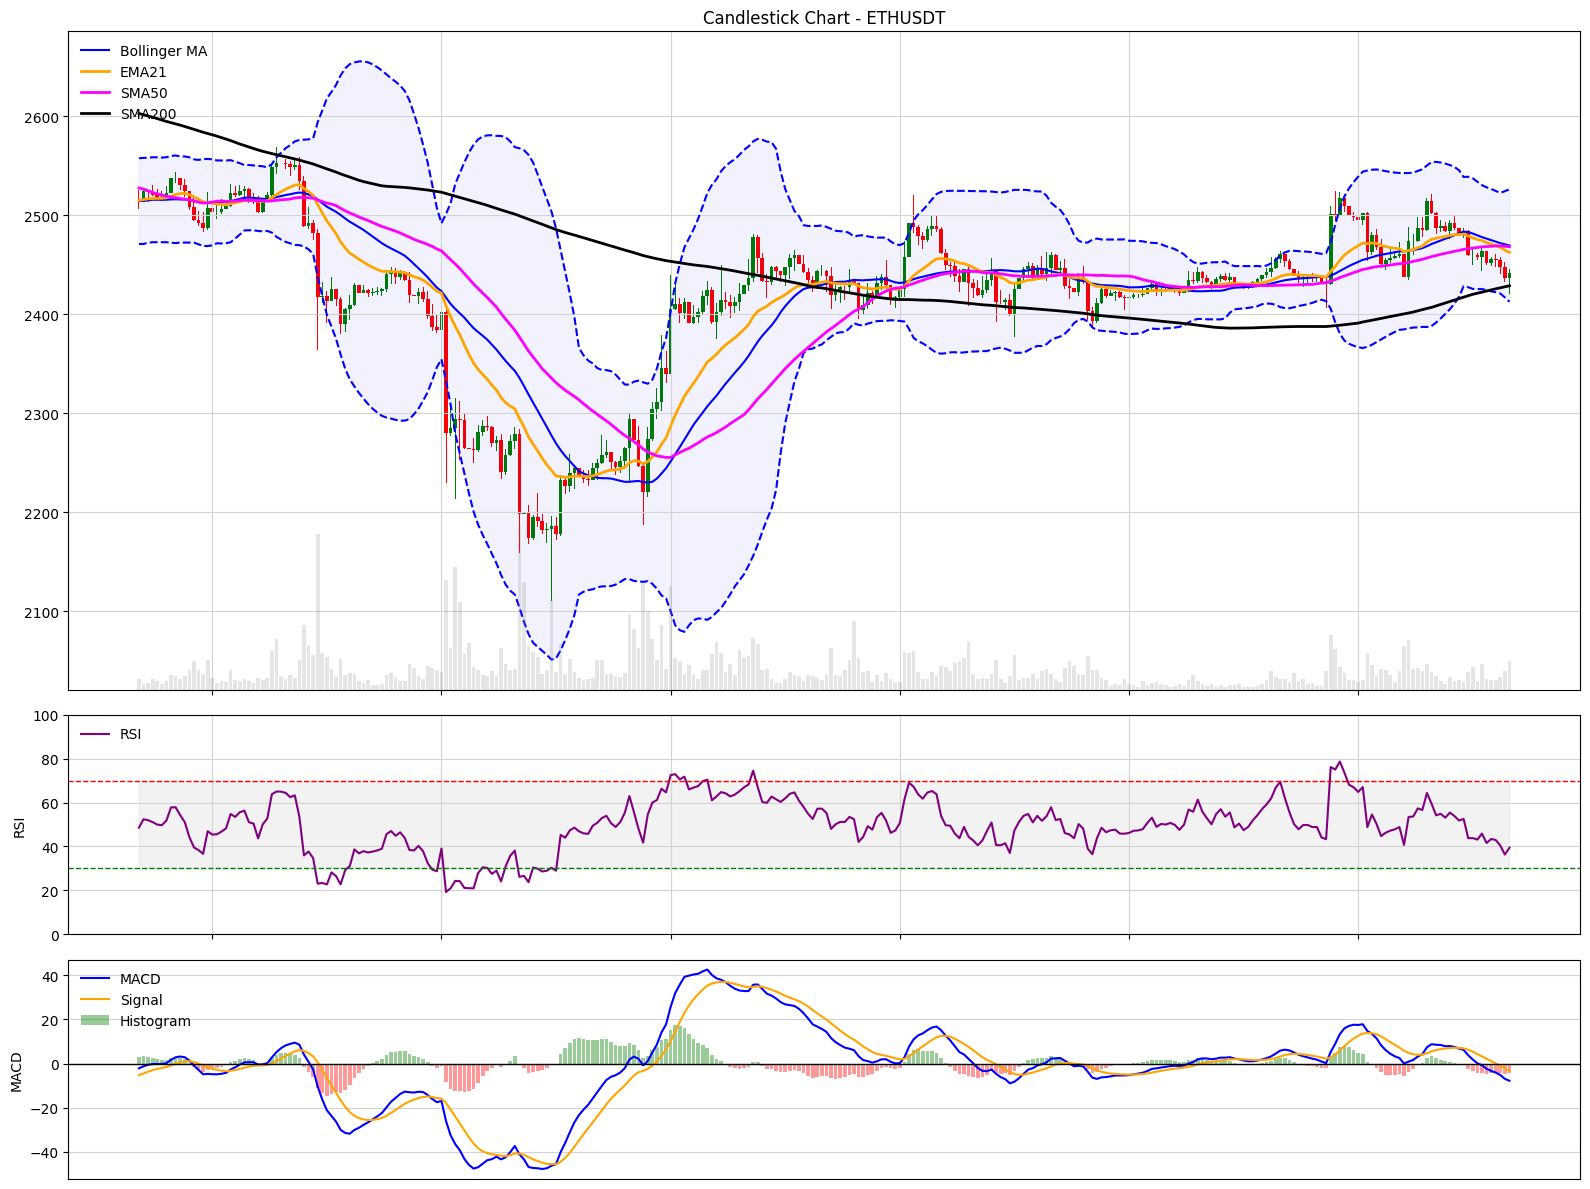 Candlestick Chart - ETHUSDT
Bollinger MA
EMA21
SMA50
SMA200
2600
2500
2400
2300
2200
2100
RSI
100
80
60
40
20
0
RSI
MACD
Signal
Histogram
40
20
0
−20
−40
MACD